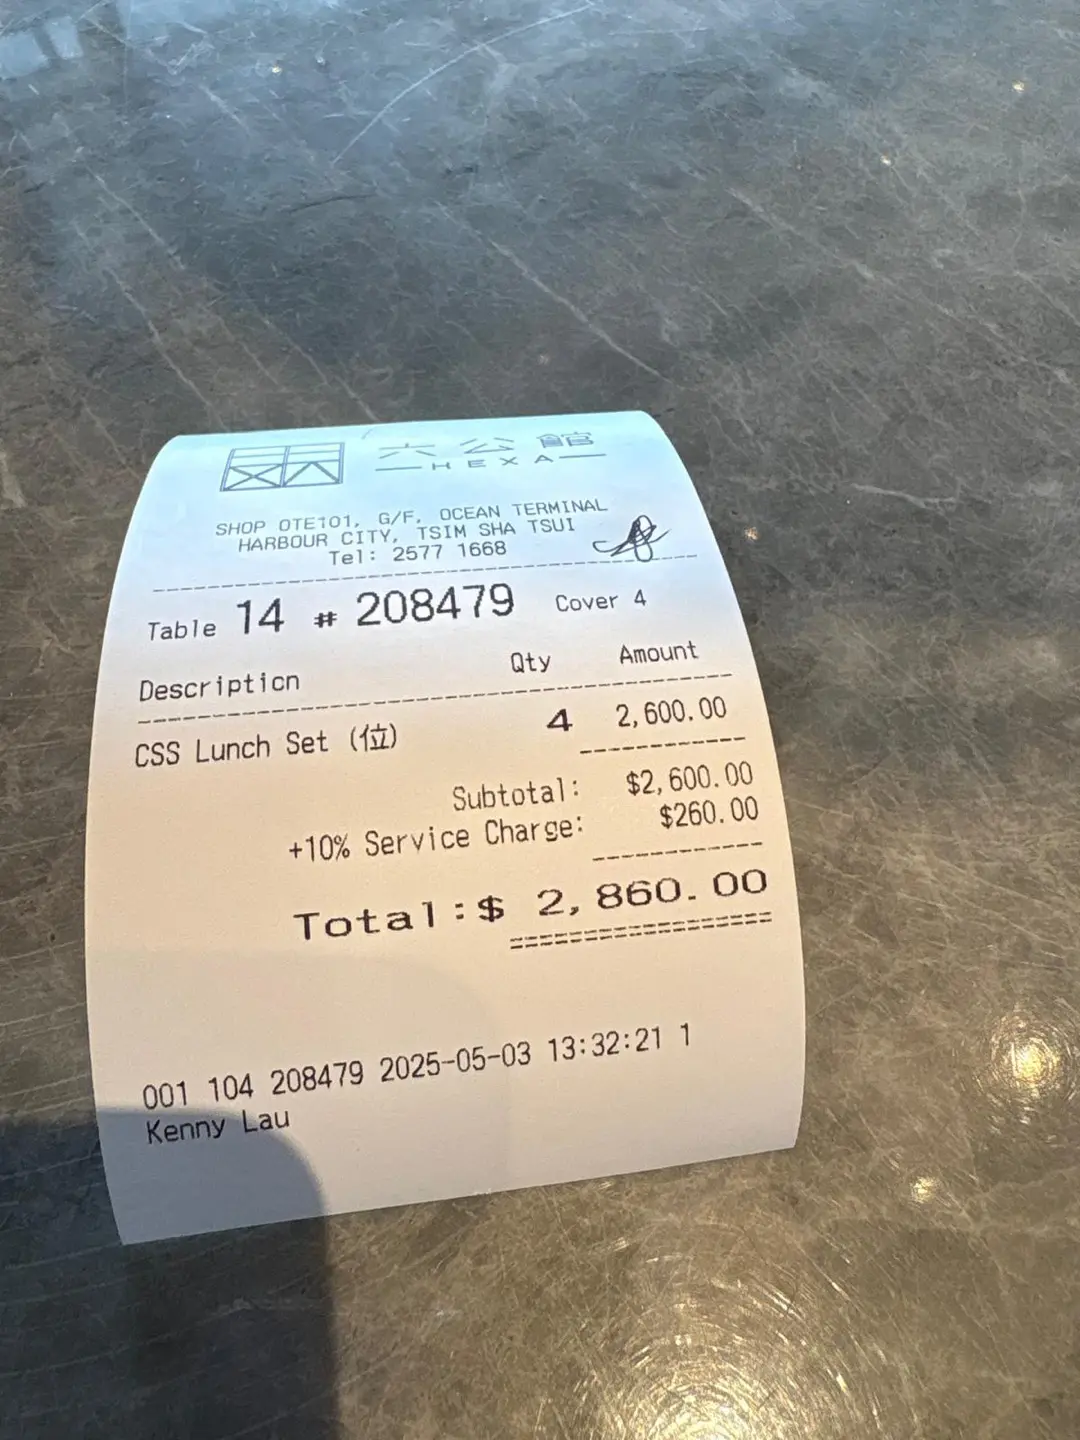 六公館
HEXA
SHOP OTE101, G/F, OCEAN TERMINAL
HARBOUR CITY, TSIM SHA TSUI
Tel: 2577 1668
Table 14 # 208479 Cover 4
Description Qty Amount
CSS Lunch Set (位) 4 2,600.00
Subtotal: $2,600.00
+10% Service Charge: $260.00
Total:$ 2,860.00
001 104 208479 2025-05-03 13:32:21 1
Kenny Lau